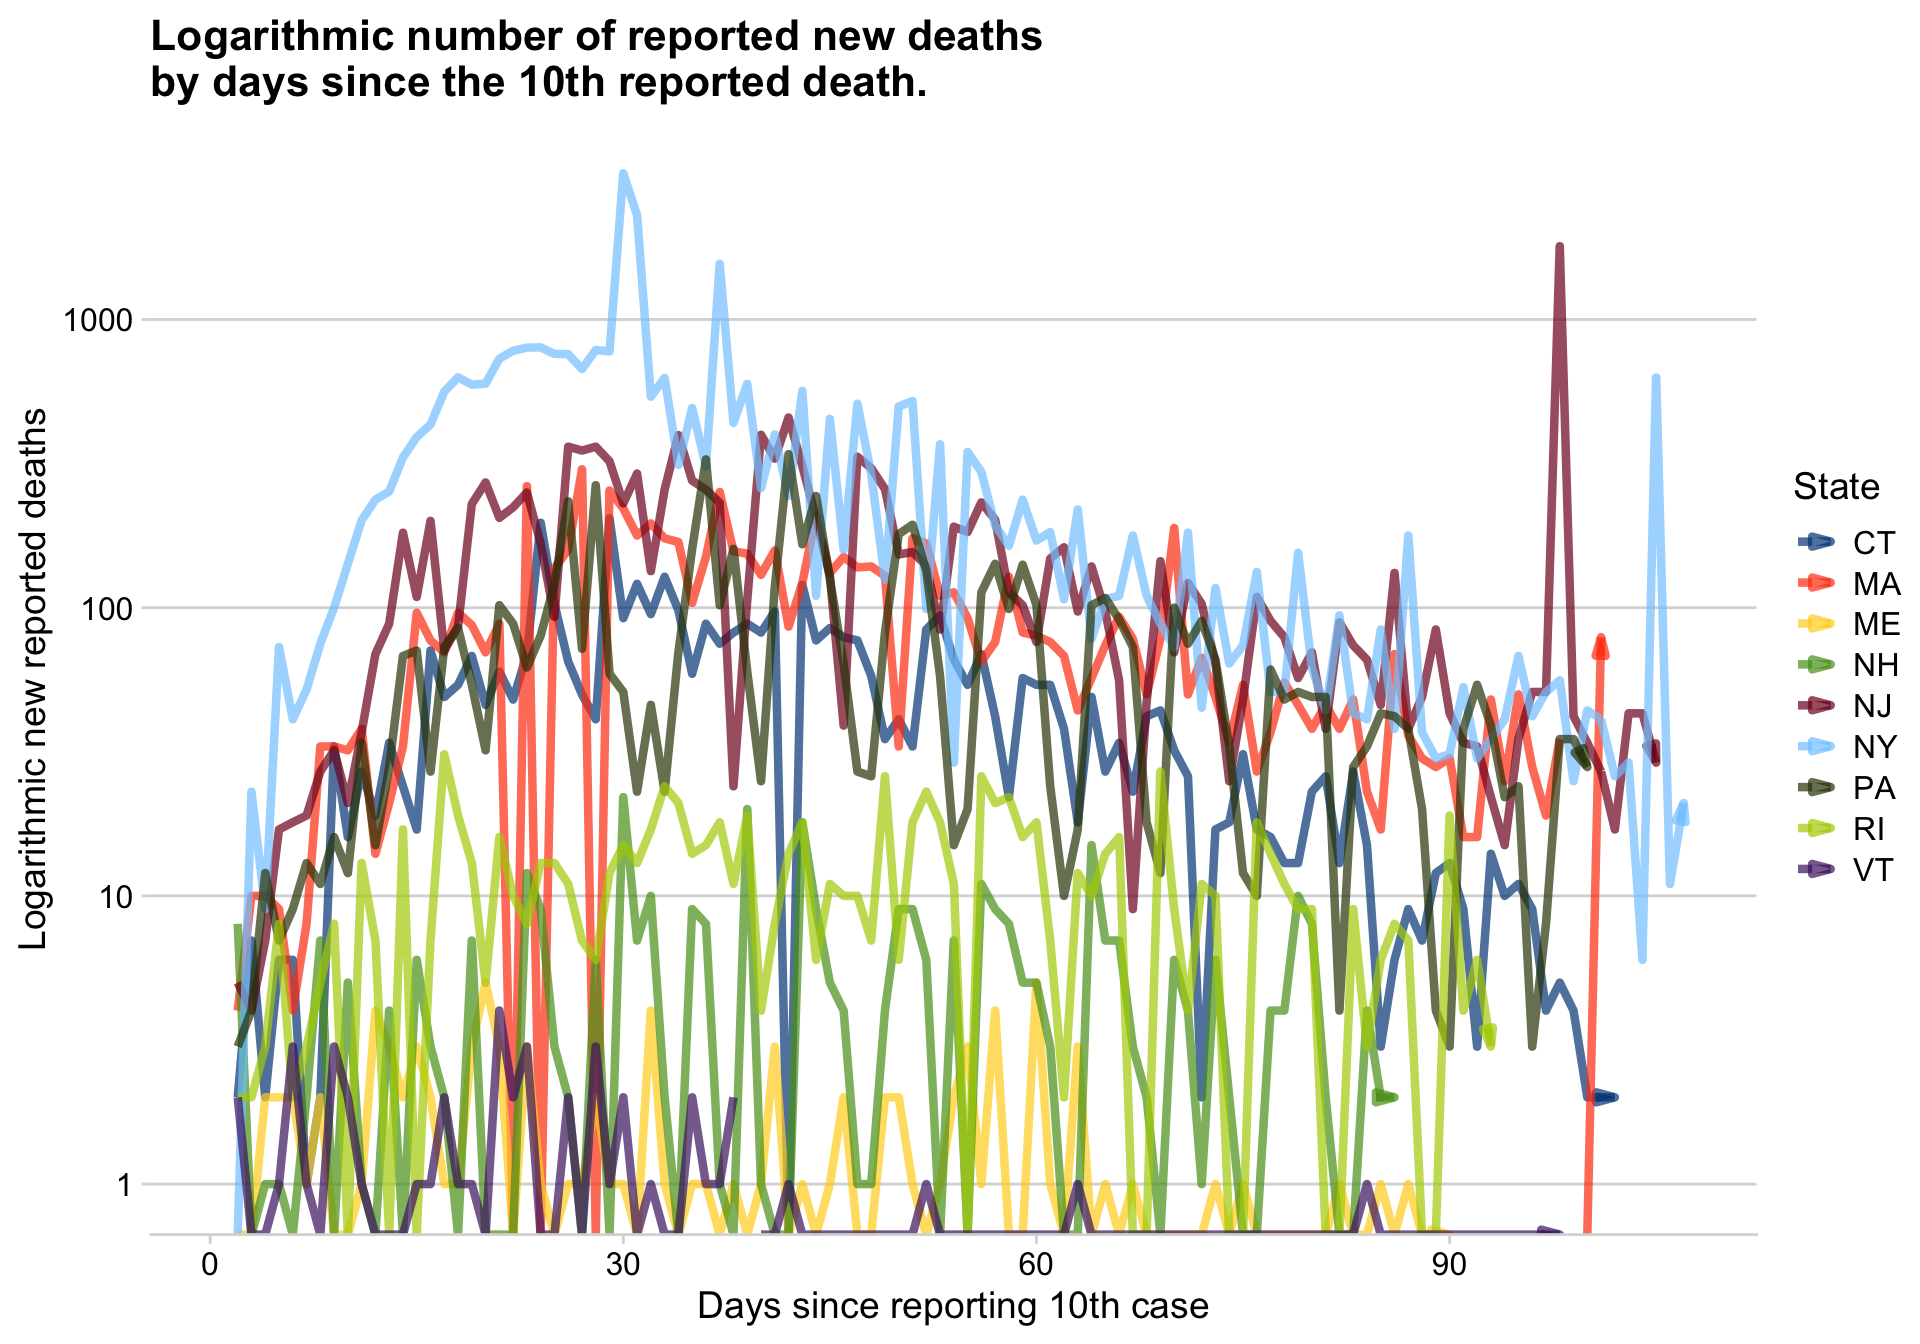 Logarithmic number of reported new deaths
by days since the 10th reported death.
Logarithmic new reported deaths
1000
100
10
1
0
30
60
90
Days since reporting 10th case
State
CT
MA
ME
NH
NJ
NY
PA
RI
VT